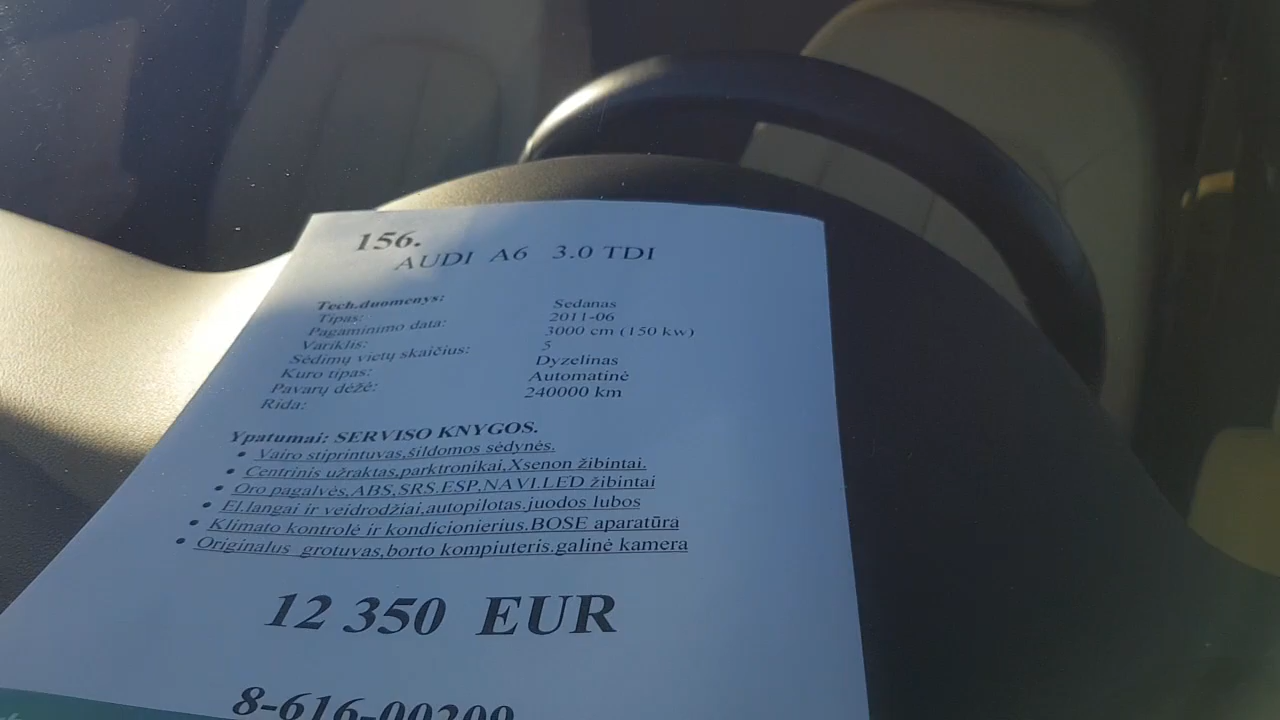 156.
AUDI A6 3.0 TDI
Tech.duomenys:
Tipas: Sedanas
Pagaminimo data: 2011-06
Variklis: 3000 cm (150 kw)
Sėdimų vietų skaičius: 5
Kuro tipas: Dyzelinas
Pavarų dėžė: Automatinė
Rida: 240000 km
Ypatumai: SERVISO KNYGOS.
• Vairo stiprintuvas,šildomos sėdynės.
• Centrinis užraktas,parktronikai,Xsenon žibintai.
• Oro pagalvės,ABS,SRS.ESP,NAVI.LED žibintai
• El.langai ir veidrodžiai,autopilotas,juodos lubos
• Klimato kontrolė ir kondicionierius.BOSE aparatūra
• Originalus grotuvas,borto kompiuteris.galinė kamera
12 350 EUR
8-616-00209